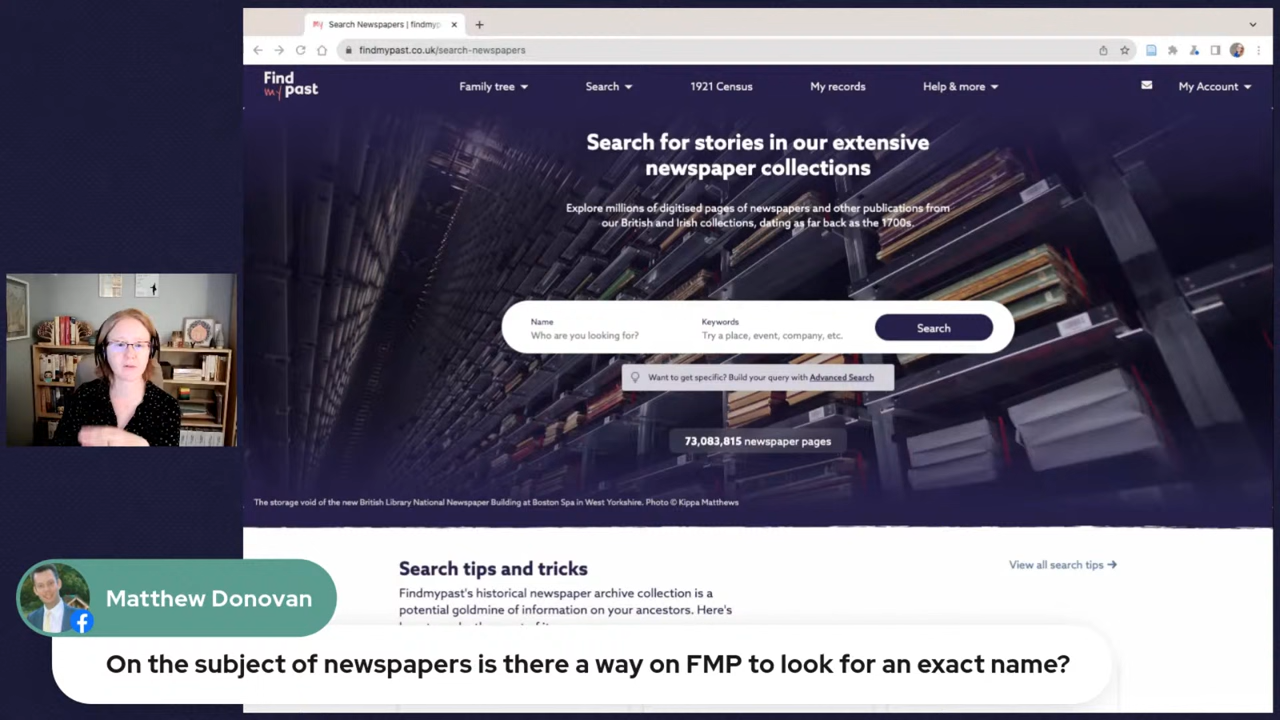 Search Newspapers | findmyp
findmypast.co.uk/search-newspapers
Find
my past
Family tree
Search
1921 Census
My records
Help & more
My Account
Search for stories in our extensive
newspaper collections
Explore millions of digitised pages of newspapers and other publications from
our British and Irish collections, dating as far back as the 1700s.
Name
Who are you looking for?
Keywords
Try a place, event, company, etc.
Search
Want to get specific? Build your query with Advanced Search
73,083,815 newspaper pages
The storage void of the new British Library National Newspaper Building at Boston Spa in West Yorkshire. Photo © Kippa Matthews
Search tips and tricks
View all search tips →
Findmypast's historical newspaper archive collection is a
potential goldmine of information on your ancestors. Here's
Matthew Donovan
On the subject of newspapers is there a way on FMP to look for an exact name?